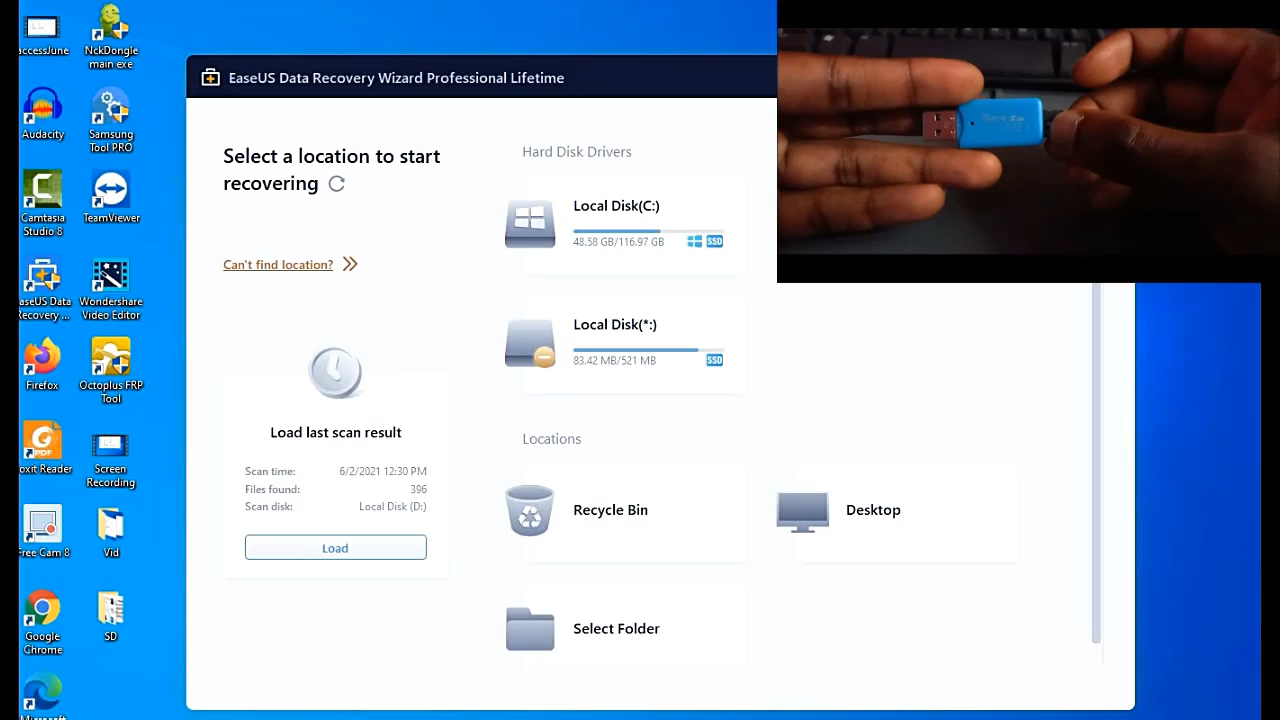 accessJune
NckDongle
main exe
Audacity
Samsung
Tool PRO
Camtasia
Studio 8
TeamViewer
aseUS Data
Recovery ...
Wondershare
Video Editor
Firefox
Octoplus FRP
Tool
PDF
oxit Reader
Screen
Recording
Free Cam 8
Vid
Google
Chrome
SD
EaseUS Data Recovery Wizard Professional Lifetime
Select a location to start
recovering
Can't find location?
Load last scan result
Scan time: 6/2/2021 12:30 PM
Files found: 396
Scan disk: Local Disk (D:)
Load
Hard Disk Drivers
Local Disk(C:)
48.58 GB/116.97 GB SSD
Local Disk(*:)
83.42 MB/521 MB SSD
Locations
Recycle Bin
Desktop
Select Folder